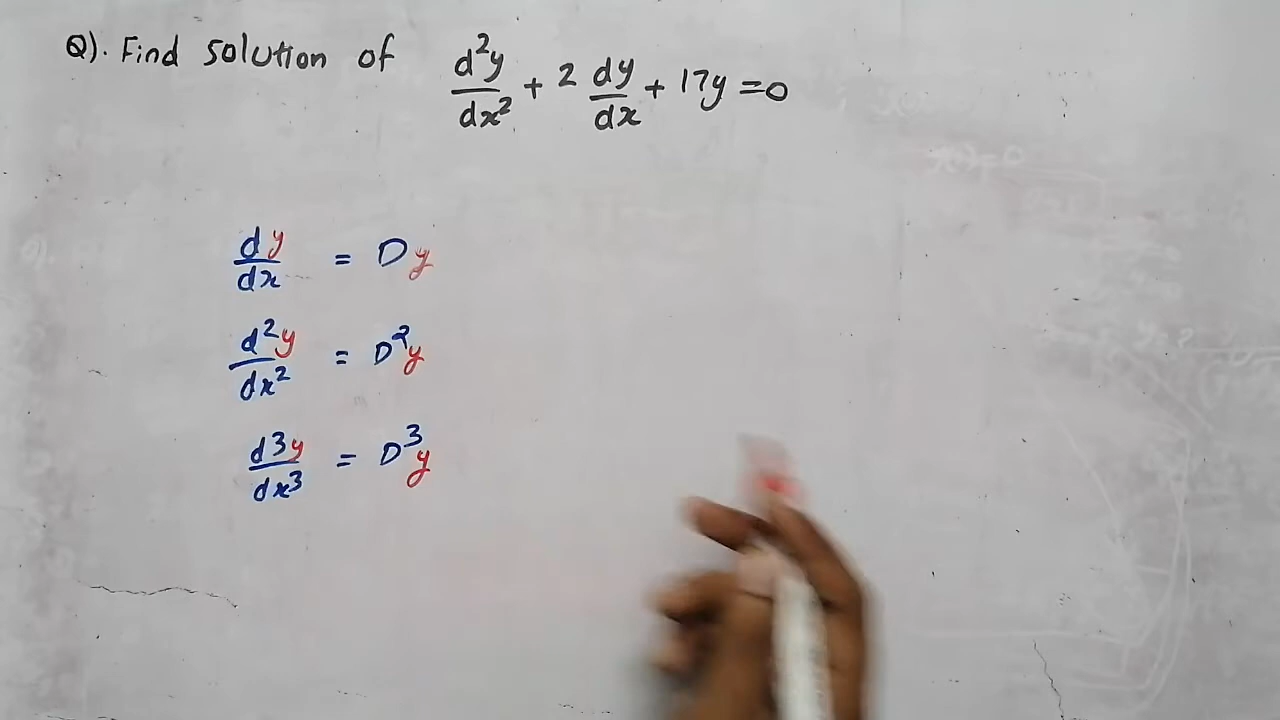 Q). Find solution of d²y/dx² + 2 dy/dx + 17y = 0
dy/dx = Dy
d²y/dx² = D²y
d³y/dx³ = D³y